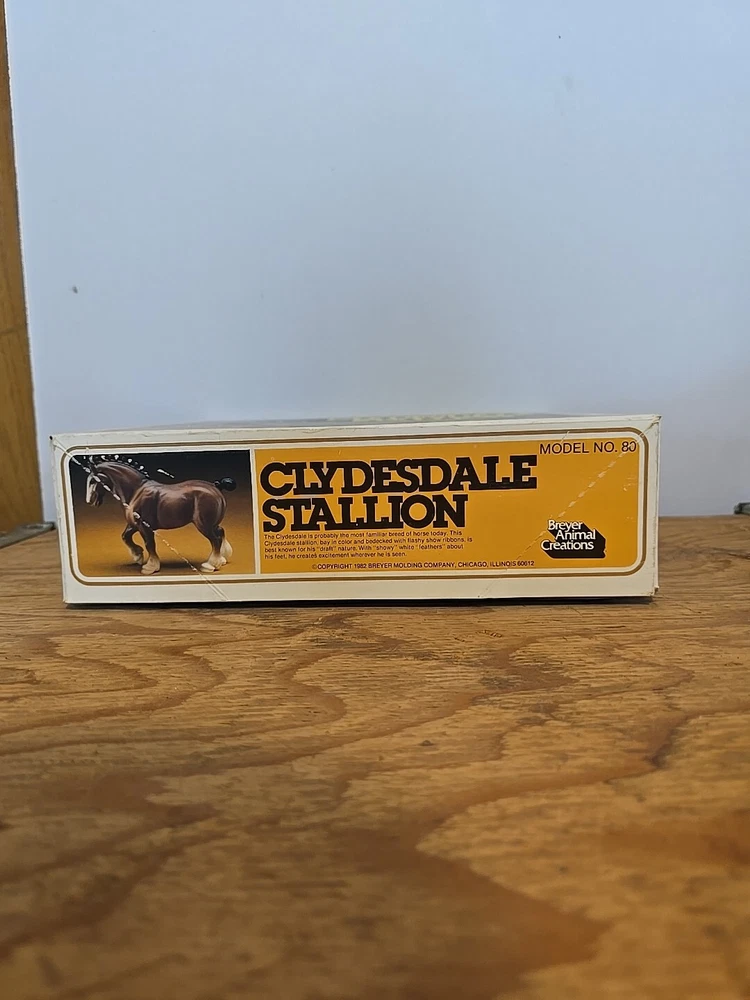 MODEL NO. 80
CLYDESDALE
STALLION
The Clydesdale is probably the most familiar breed of horse today. This
Clydesdale stallion, bay in color and bedecked with flashy show ribbons, is
best known for his "draft" nature. With "showy" white "feathers" about
his feet, he creates excitement wherever he is seen.
Breyer
Animal
Creations
©COPYRIGHT 1982 BREYER MOLDING COMPANY, CHICAGO, ILLINOIS 60612